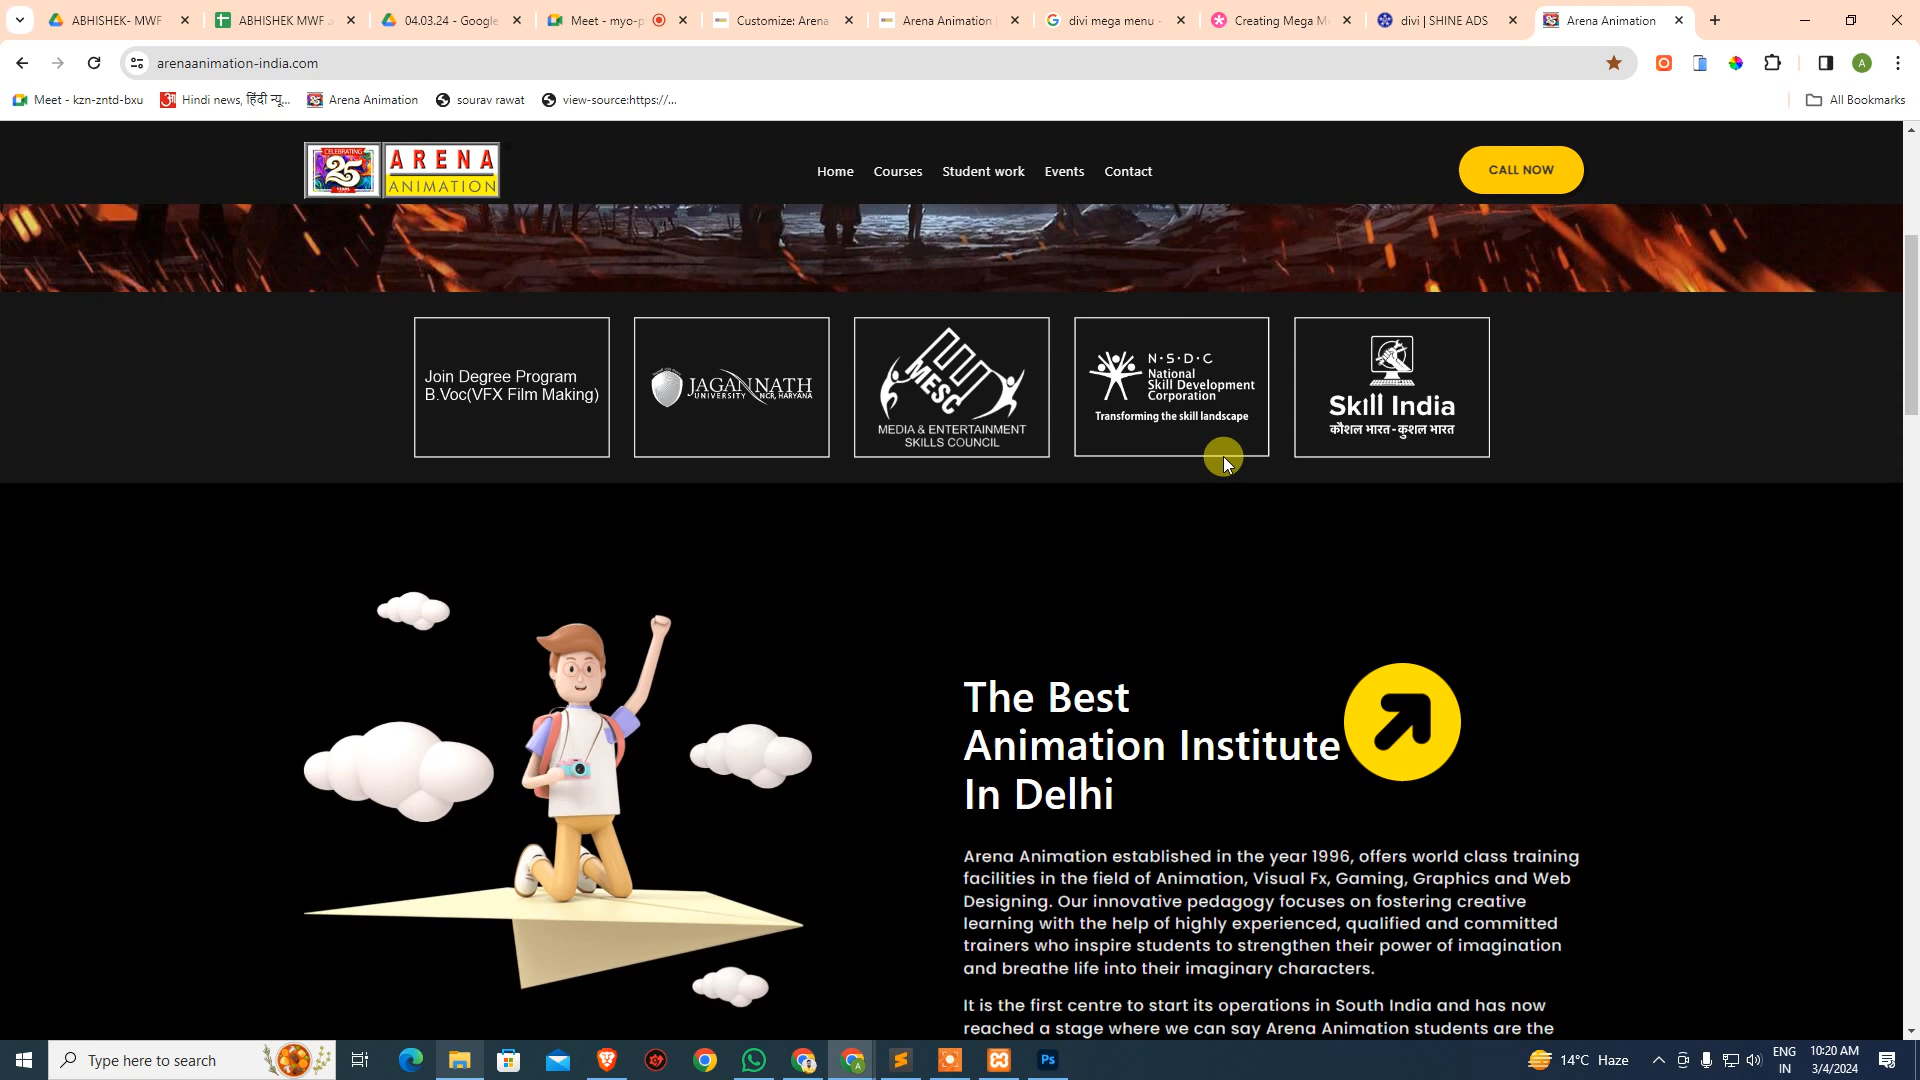 ABHISHEK- MWF
ABHISHEK MWF
04.03.24 - Google
Meet - myo-p
Customize: Arena
Arena Animation
divi mega menu -
Creating Mega M
divi | SHINE ADS
Arena Animation
arenaanimation-india.com
Meet - kzn-zntd-bxu
Hindi news, हिंदी न्यू...
Arena Animation
sourav rawat
view-source:https://...
All Bookmarks
CELEBRATING
25
YEARS
ARENA
ANIMATION
Home
Courses
Student work
Events
Contact
CALL NOW
Join Degree Program
B.Voc(VFX Film Making)
JAGANNATH
UNIVERSITY NCR, HARYANA
MESC
MEDIA & ENTERTAINMENT
SKILLS COUNCIL
N·S·D·C
National
Skill Development
Corporation
Transforming the skill landscape
Skill India
कौशल भारत-कुशल भारत
The Best
Animation Institute
In Delhi
Arena Animation established in the year 1996, offers world class training
facilities in the field of Animation, Visual Fx, Gaming, Graphics and Web
Designing. Our innovative pedagogy focuses on fostering creative
learning with the help of highly experienced, qualified and committed
trainers who inspire students to strengthen their power of imagination
and breathe life into their imaginary characters.
It is the first centre to start its operations in South India and has now
reached a stage where we can say Arena Animation students are the
Type here to search
Ps
14°C Haze
ENG
IN
10:20 AM
3/4/2024